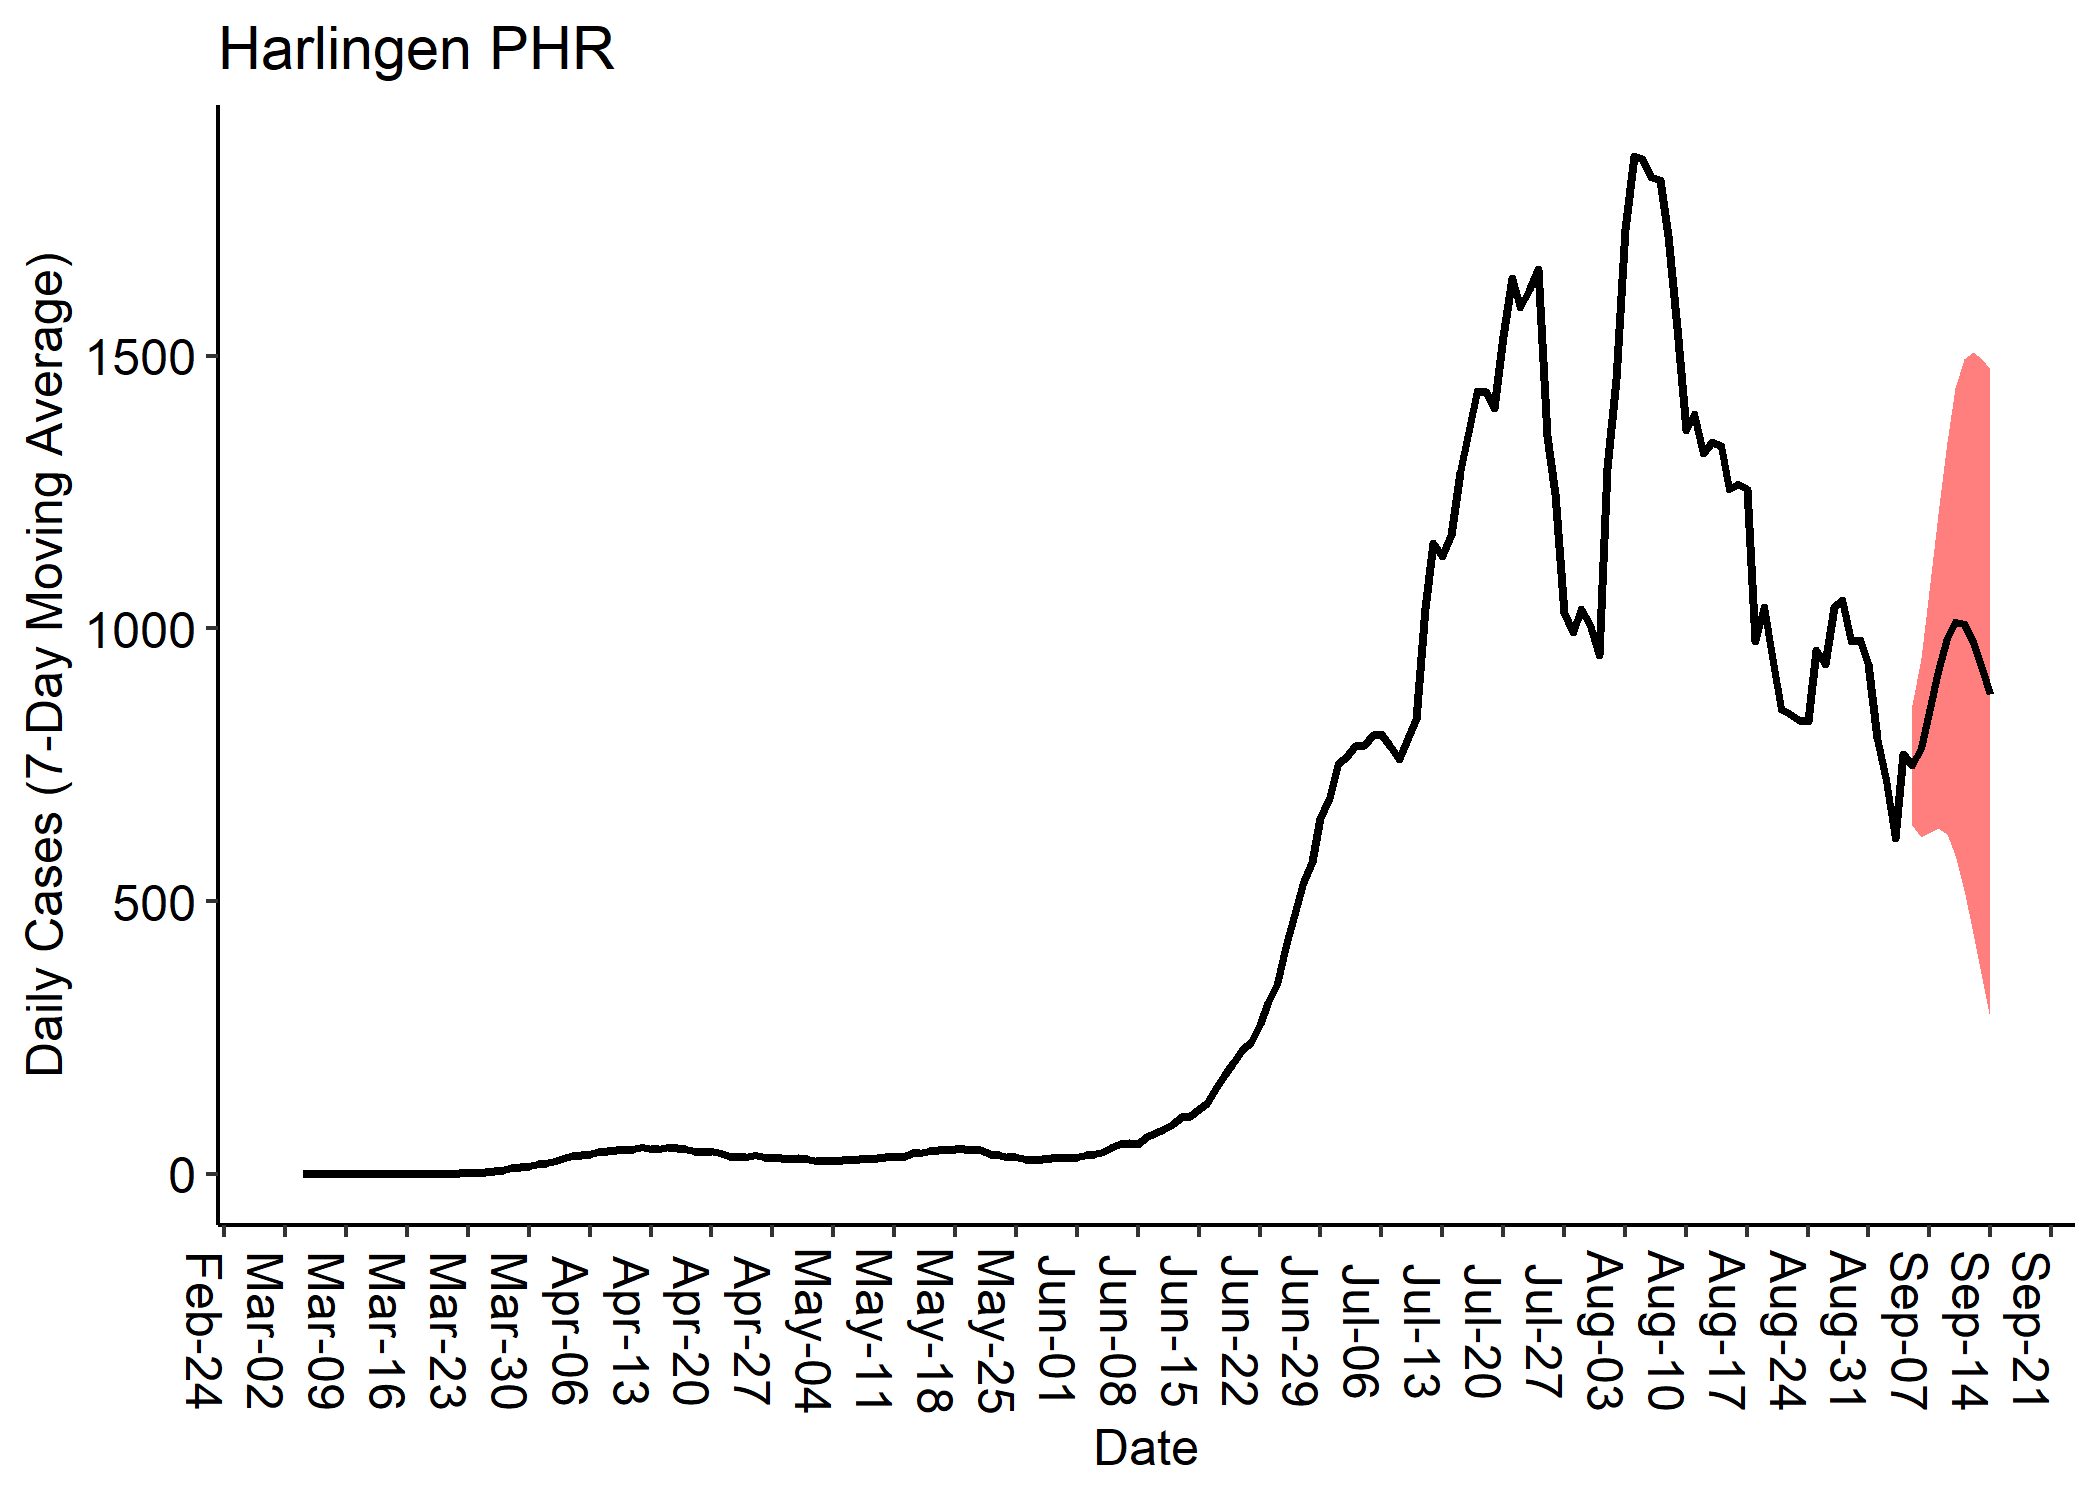 Harlingen PHR
Daily Cases (7-Day Moving Average)
1500
1000
500
0
Feb-24
Mar-02
Mar-09
Mar-16
Mar-23
Mar-30
Apr-06
Apr-13
Apr-20
Apr-27
May-04
May-11
May-18
May-25
Jun-01
Jun-08
Jun-15
Jun-22
Jun-29
Jul-06
Jul-13
Jul-20
Jul-27
Aug-03
Aug-10
Aug-17
Aug-24
Aug-31
Sep-07
Sep-14
Sep-21
Date